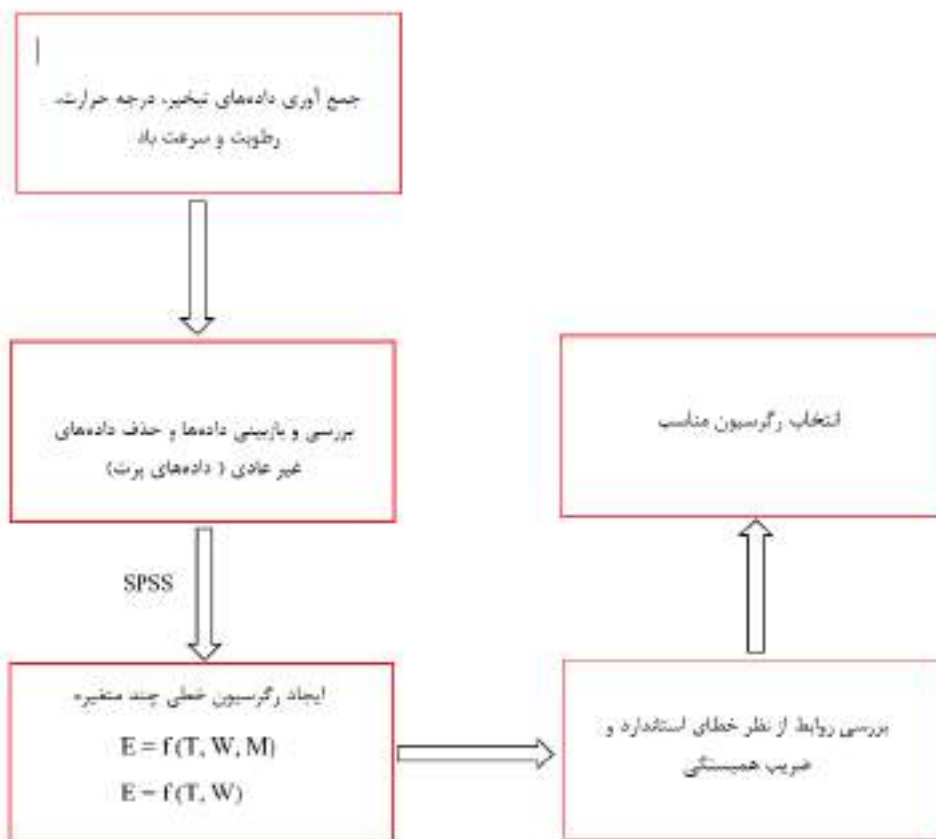 جمع آوری داده‌های تبخیر، درجه حرارت،
رطوبت و سرعت باد
بررسی و بازبینی داده‌ها و حذف داده‌های
غیر عادی ( داده‌های پرت)
SPSS
ایجاد رگرسیون خطی چند متغیره
E = f (T, W, M)
E = f (T, W)
بررسی روابط از نظر خطای استاندارد و
ضریب همبستگی
انتخاب رگرسیون مناسب